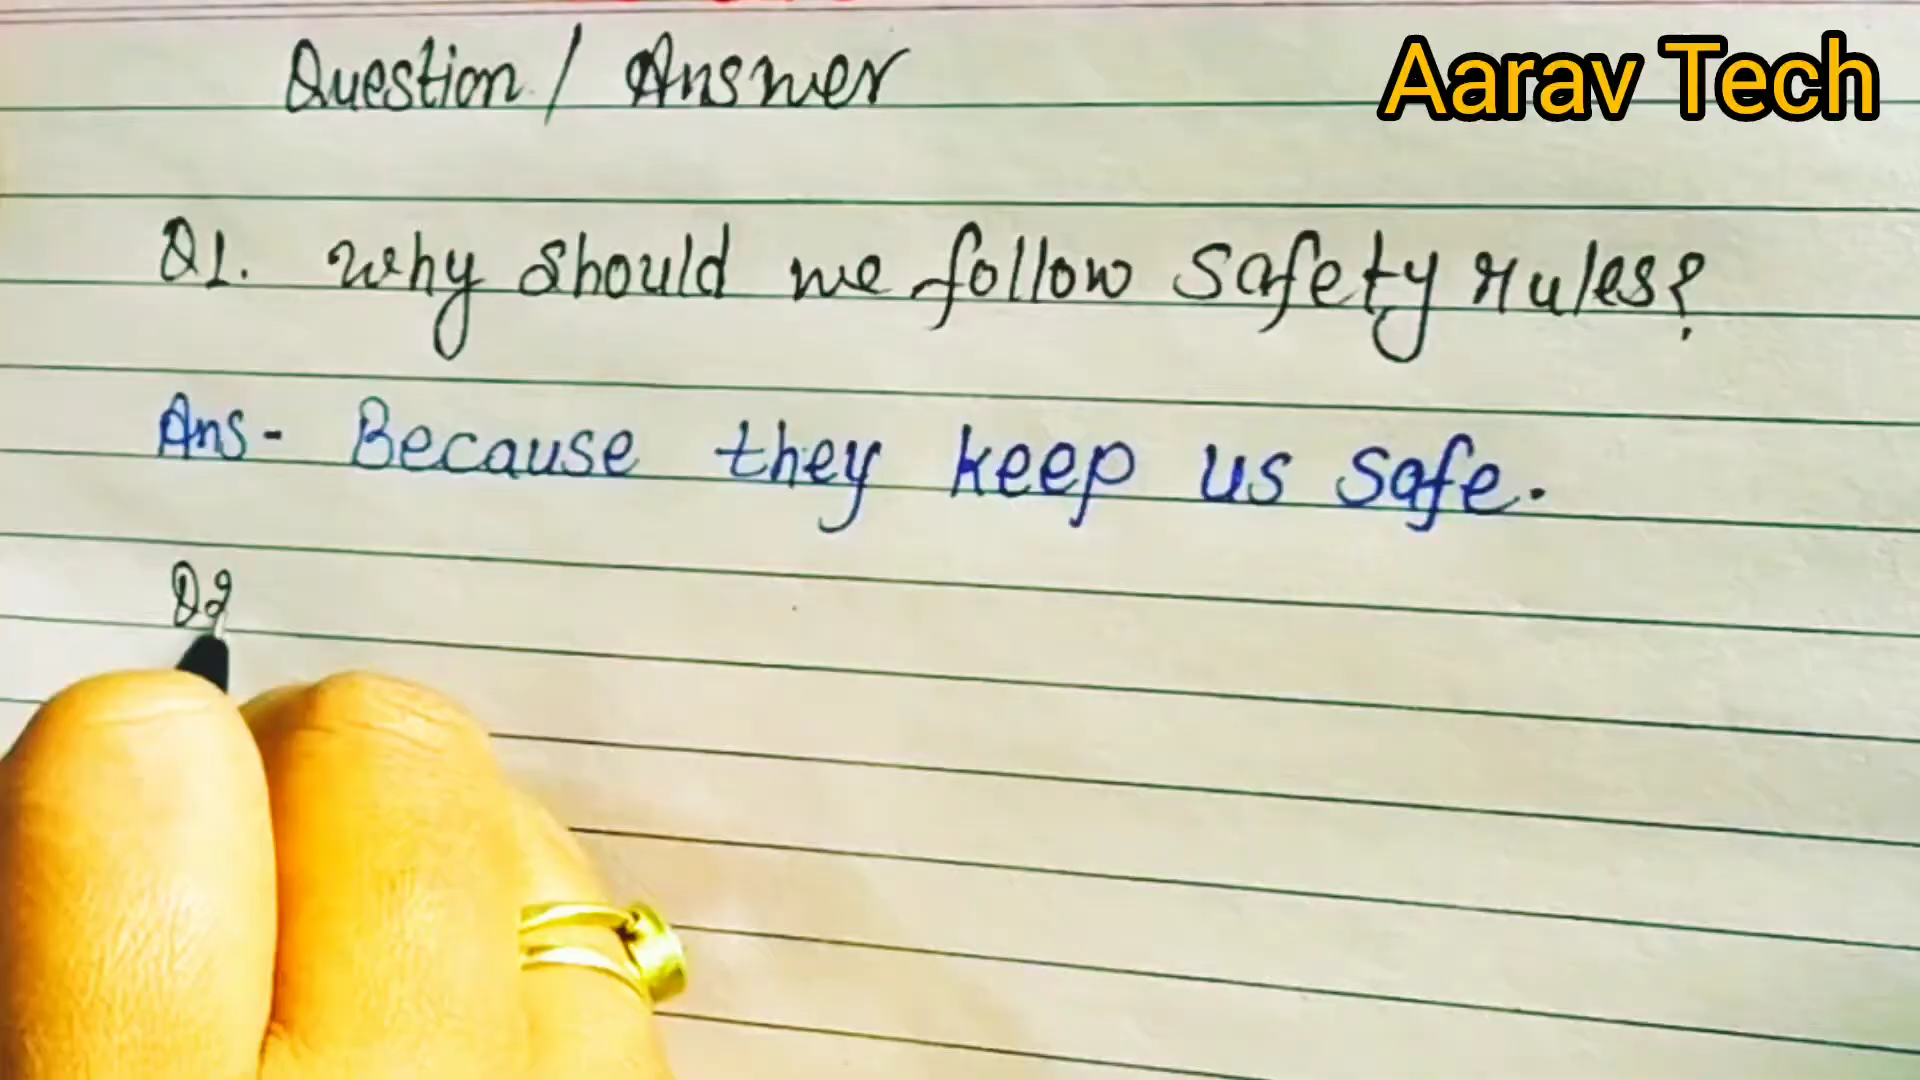 Question / Answer
Aarav Tech
Q1. Why should we follow safety rules?
Ans- Because they keep us safe.
Q2